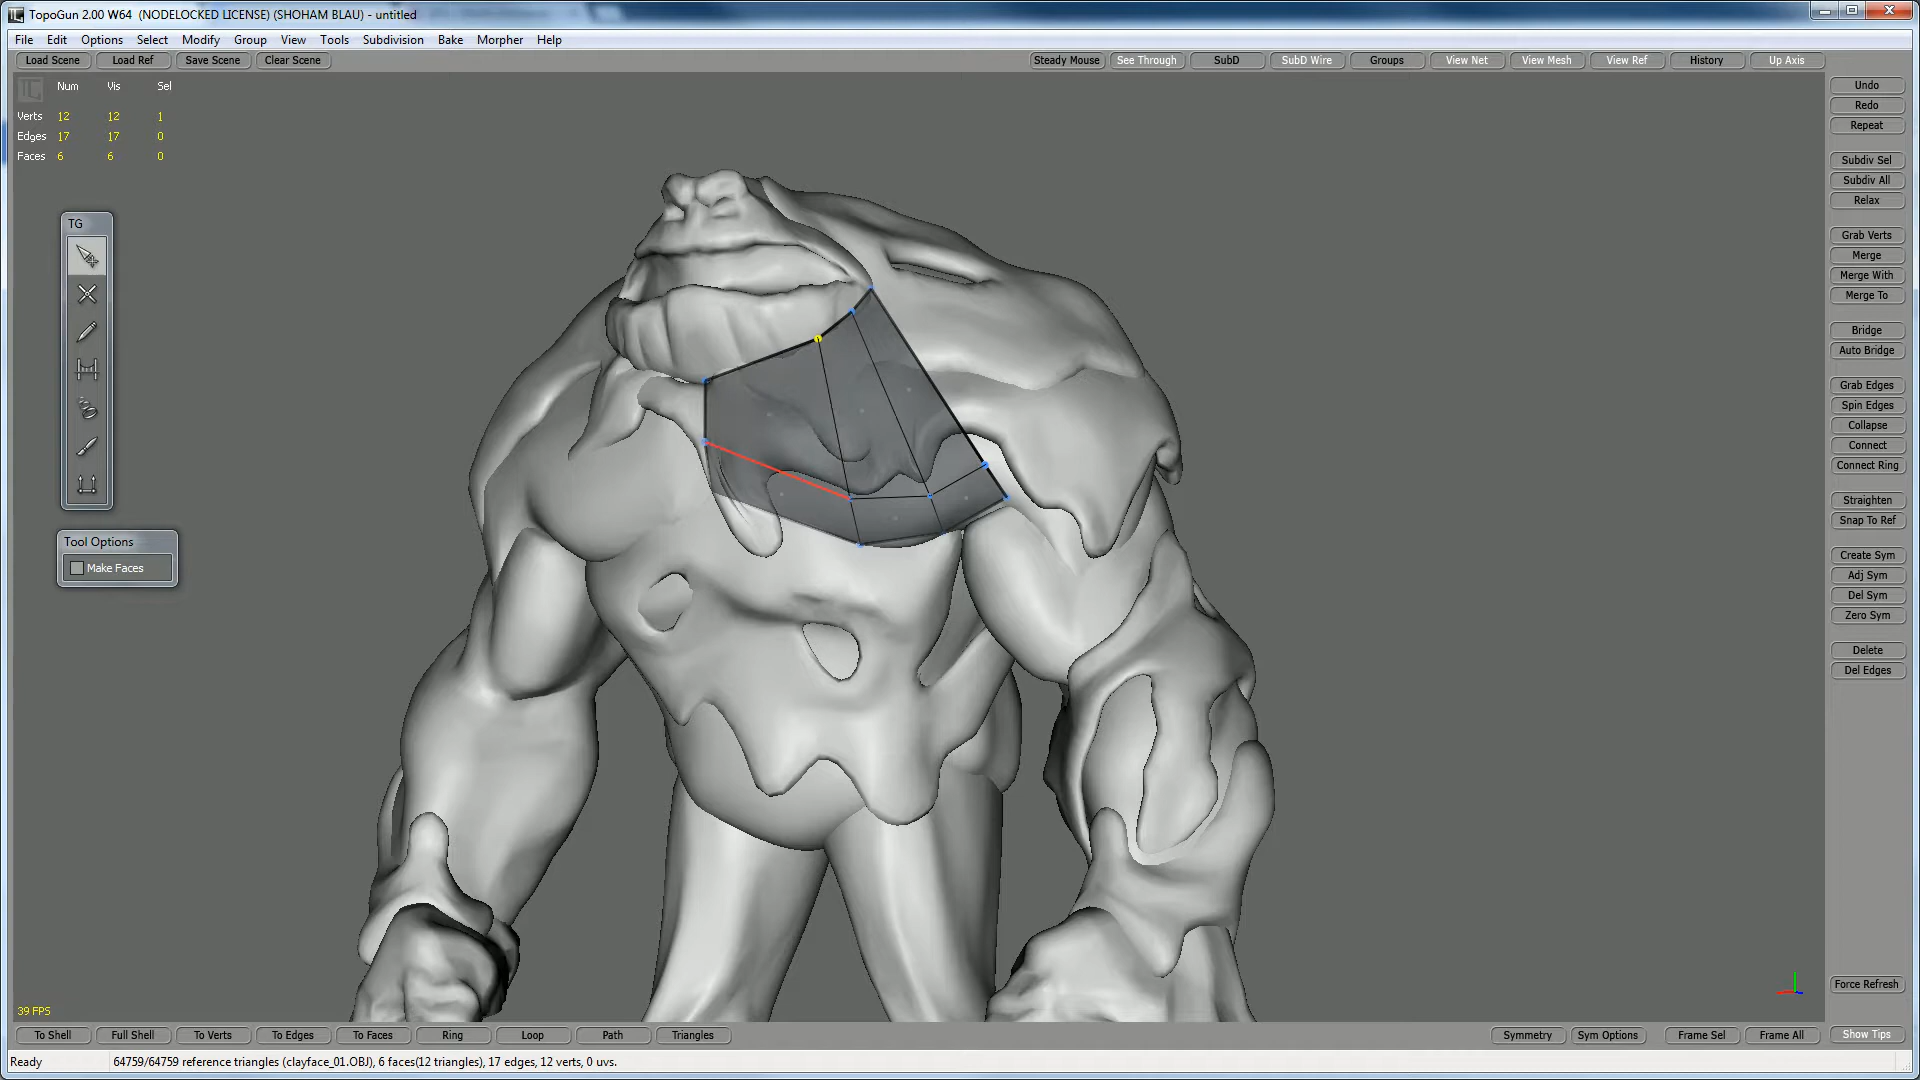 TopoGun 2.00 W64  (NODELOCKED LICENSE) (SHOHAM BLAU) - untitled
File Edit Options Select Modify Group View Tools Subdivision Bake Morpher Help
Load Scene Load Ref Save Scene Clear Scene Steady Mouse See Through SubD SubD Wire Groups View Net View Mesh View Ref History Up Axis
Num Vis Sel
Verts 12 12 1
Edges 17 17 0
Faces 6 6 0
TG
Tool Options
Make Faces
Undo
Redo
Repeat
Subdiv Sel
Subdiv All
Relax
Grab Verts
Merge
Merge With
Merge To
Bridge
Auto Bridge
Grab Edges
Spin Edges
Collapse
Connect
Connect Ring
Straighten
Snap To Ref
Create Sym
Adj Sym
Del Sym
Zero Sym
Delete
Del Edges
Force Refresh
39 FPS
To Shell Full Shell To Verts To Edges To Faces Ring Loop Path Triangles Symmetry Sym Options Frame Sel Frame All Show Tips
Ready 64759/64759 reference triangles (clayface_01.OBJ), 6 faces(12 triangles), 17 edges, 12 verts, 0 uvs.